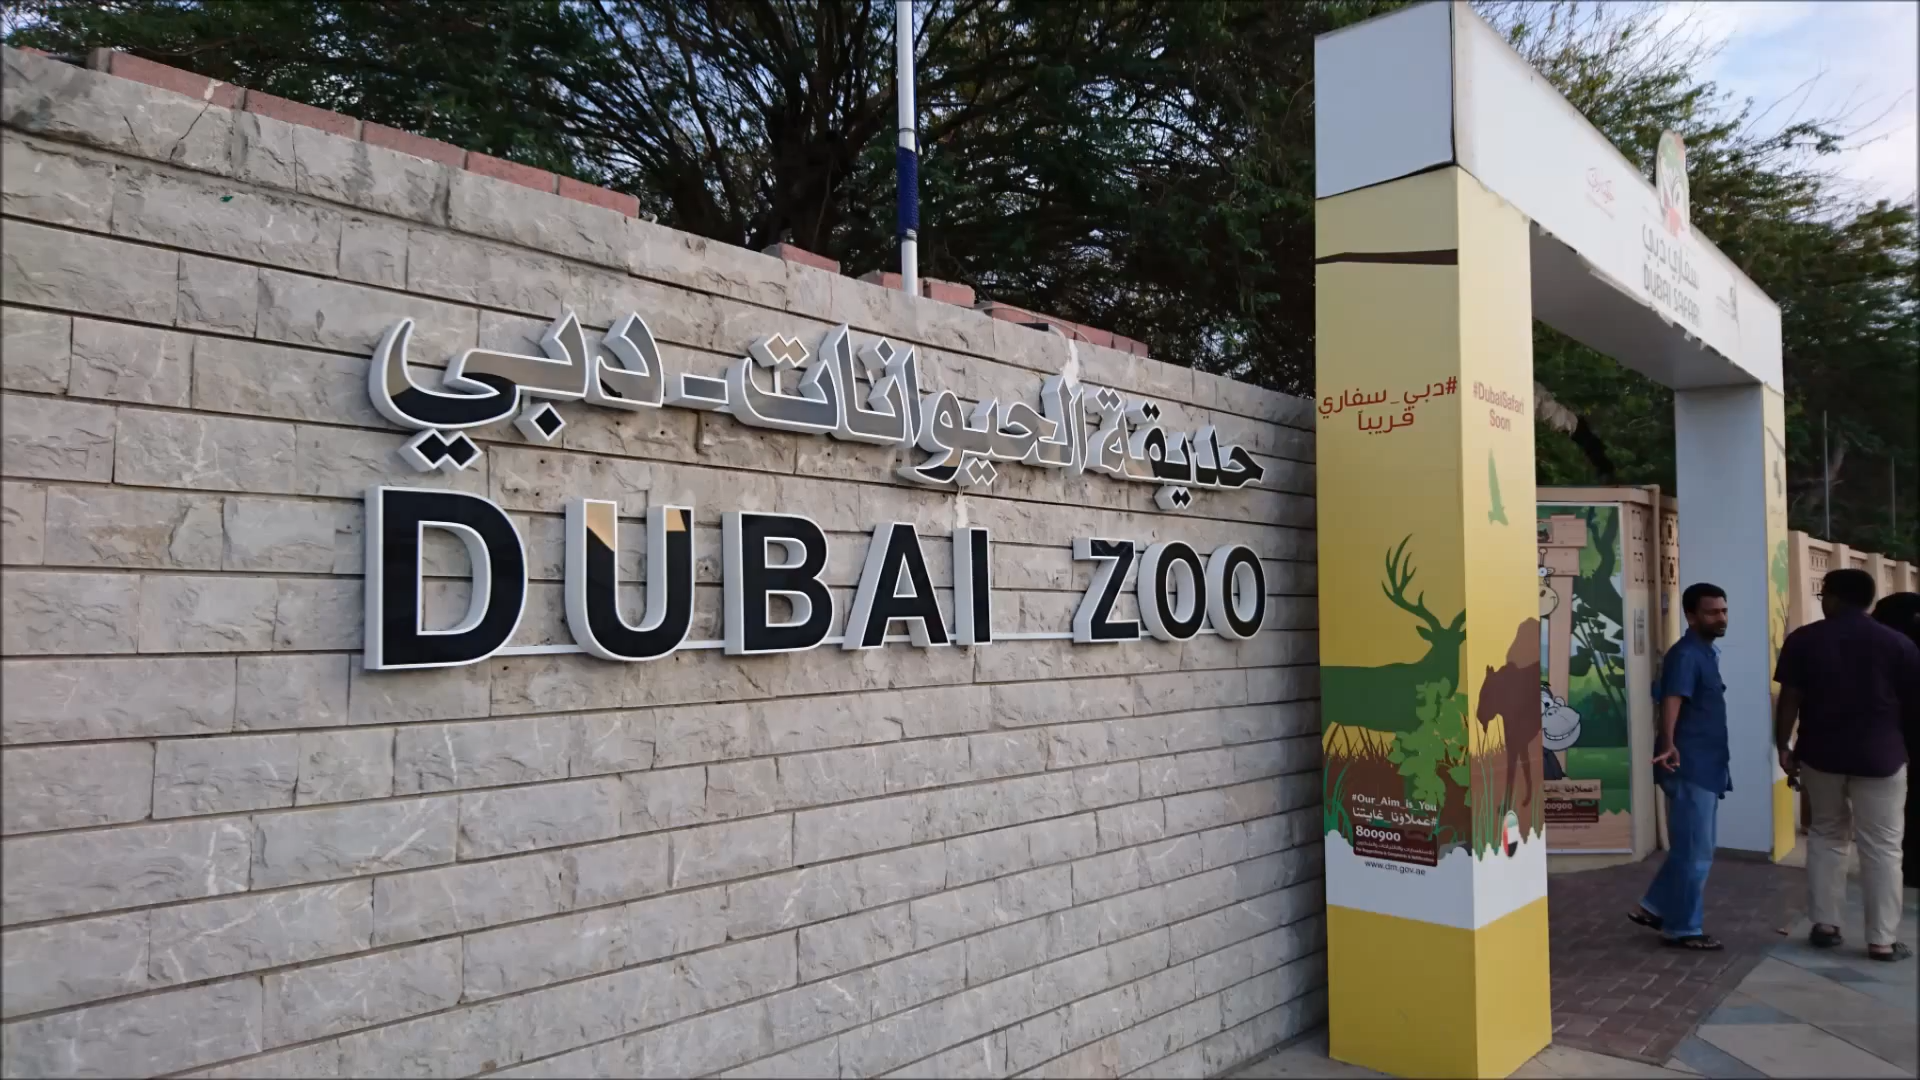 حديقة الحيوانات - دبي
DUBAI ZOO
سفاري دبي
DUBAI SAFARI
#دبي_سفاري
قريباً
#DubaiSafari
Soon
#Our_Aim_is_You
#عملاؤنا_غايتنا
800900
www.dm.gov.ae